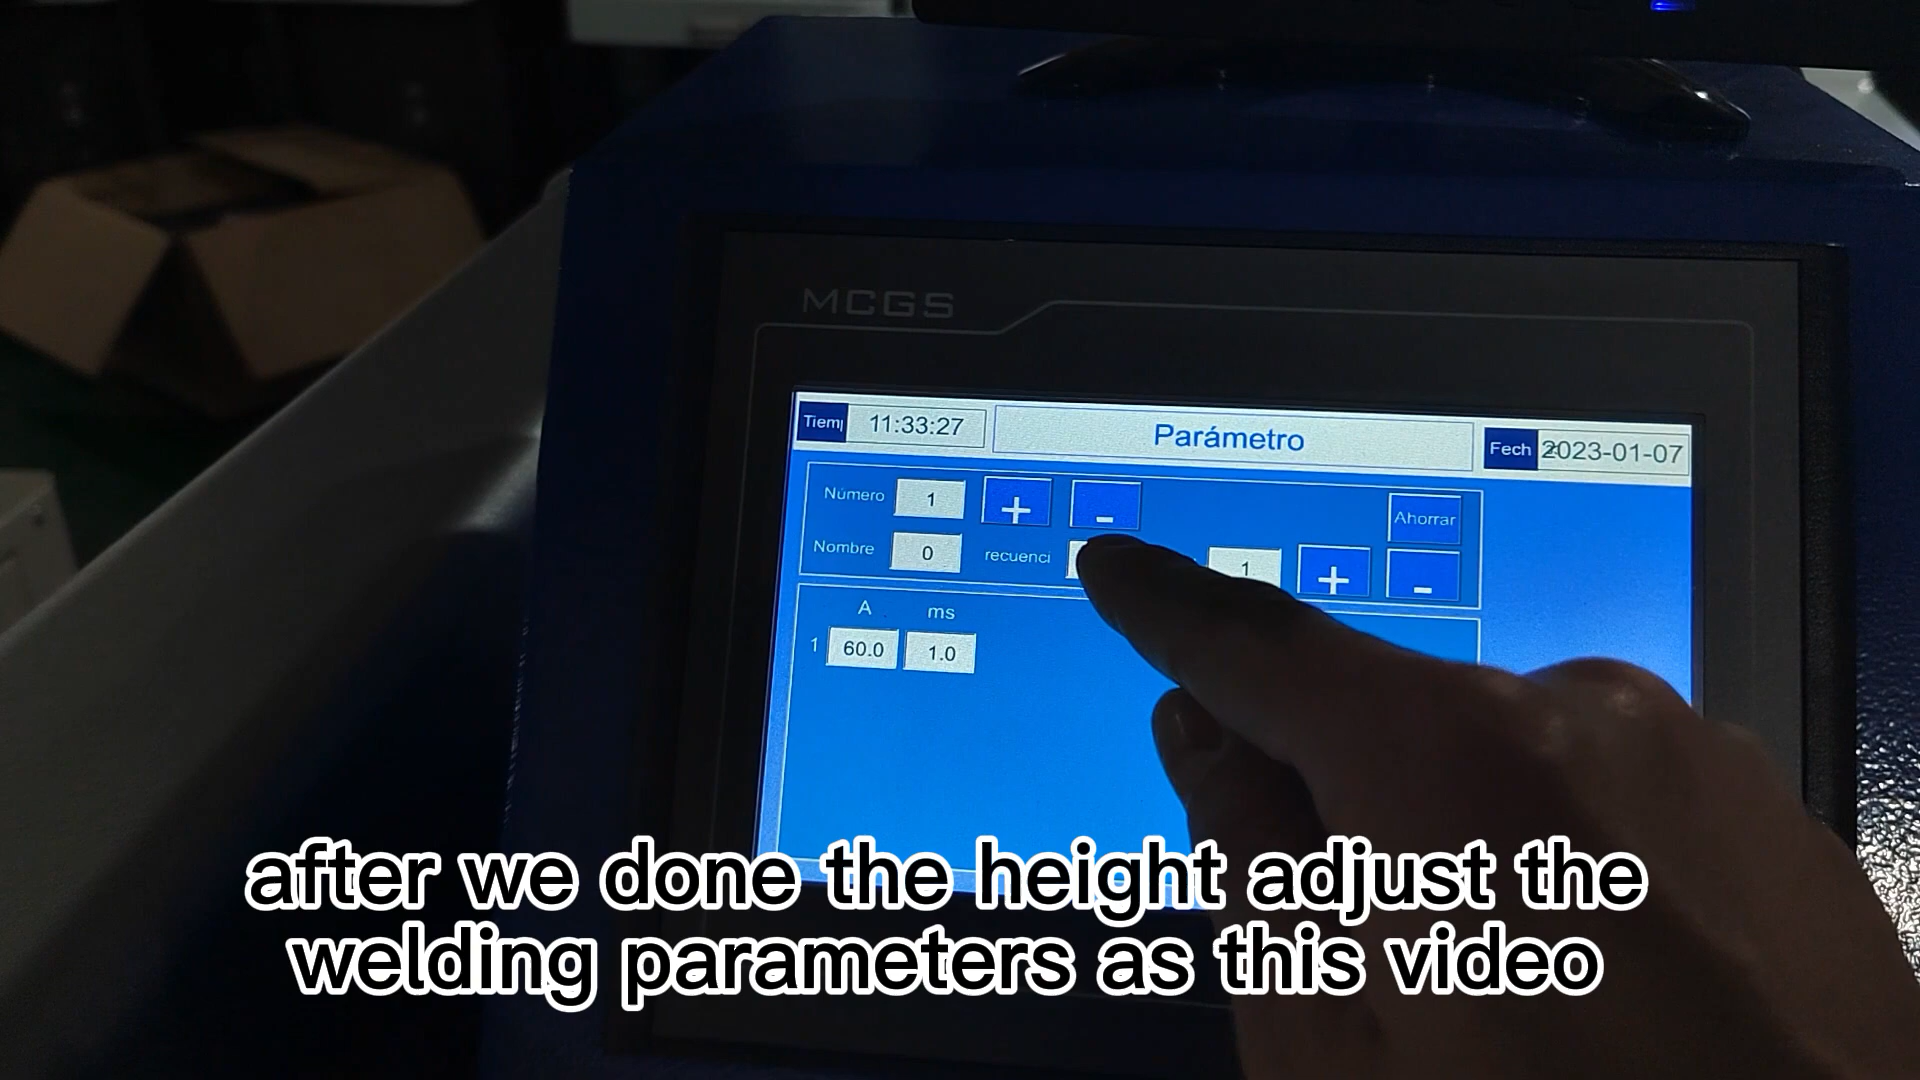 MCGS
Tiem 11:33:27 Parámetro Fech 2023-01-07
Número 1 + - Ahorrar
Nombre 0 recuenci 1 + -
A ms
1 60.0 1.0
after we done the height adjust the
welding parameters as this video